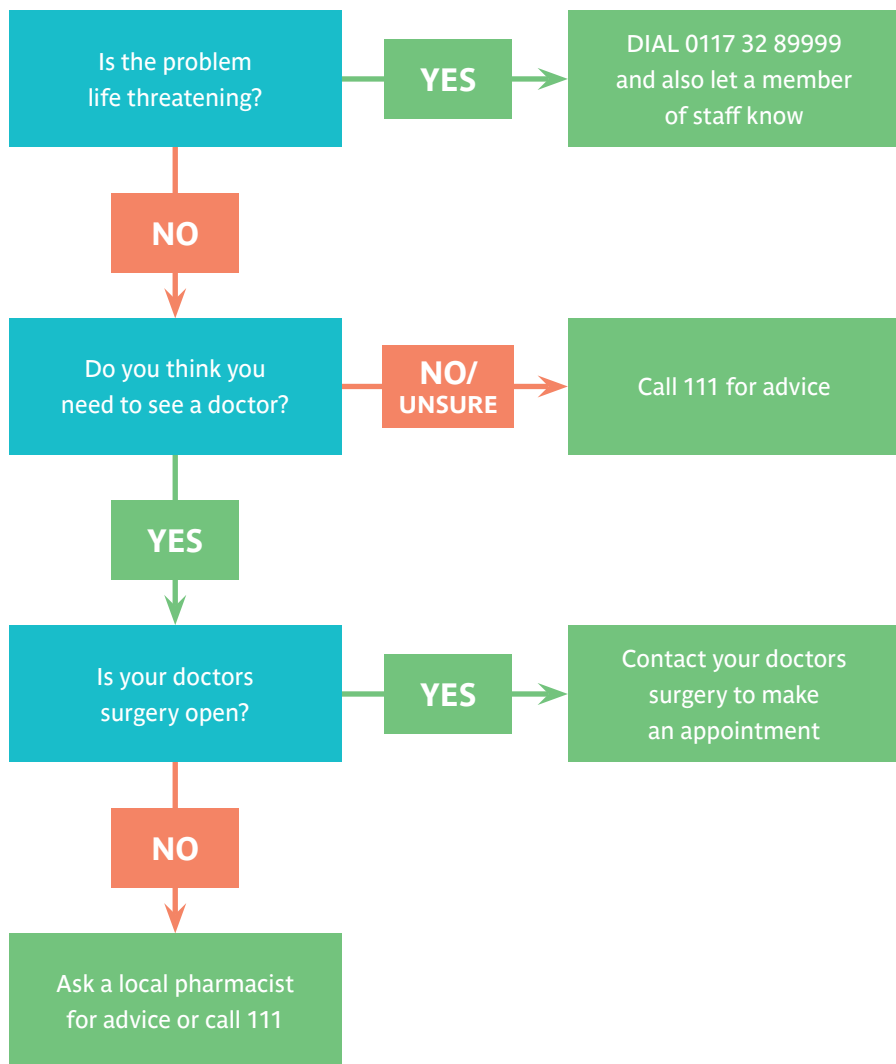 Is the problem
life threatening?
YES
DIAL 0117 32 89999
and also let a member
of staff know
NO
Do you think you
need to see a doctor?
NO/
UNSURE
Call 111 for advice
YES
Is your doctors
surgery open?
YES
Contact your doctors
surgery to make
an appointment
NO
Ask a local pharmacist
for advice or call 111